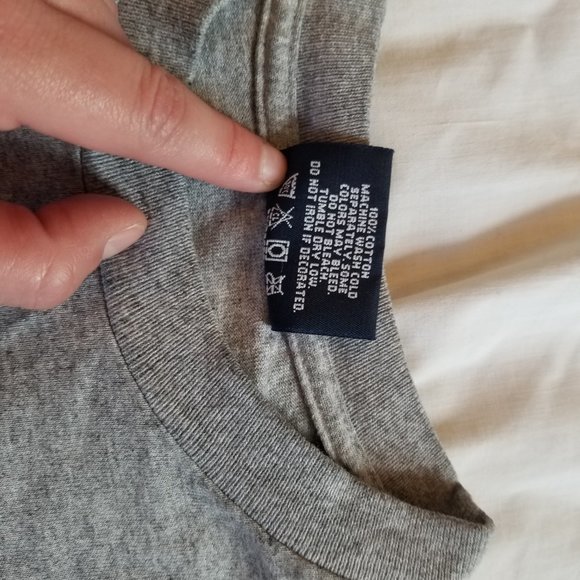 100% COTTON
MACHINE WASH COLD
SEPARATELY SOME
COLORS MAY BLEED.
DO NOT BLEACH.
TUMBLE DRY LOW.
DO NOT IRON IF DECORATED.